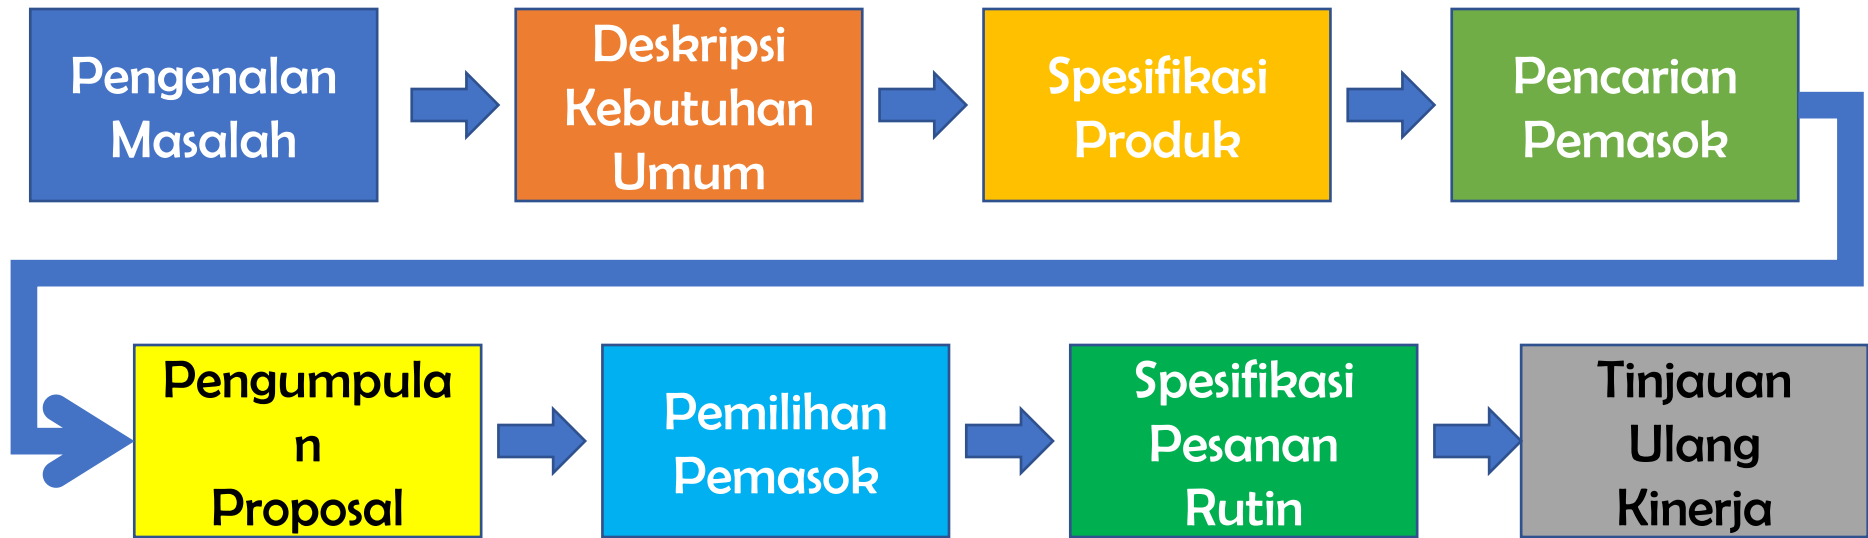 Pengenalan
Masalah
Deskripsi
Kebutuhan
Umum
Spesifikasi
Produk
Pencarian
Pemasok
Pengumpula
n
Proposal
Pemilihan
Pemasok
Spesifikasi
Pesanan
Rutin
Tinjauan
Ulang
Kinerja